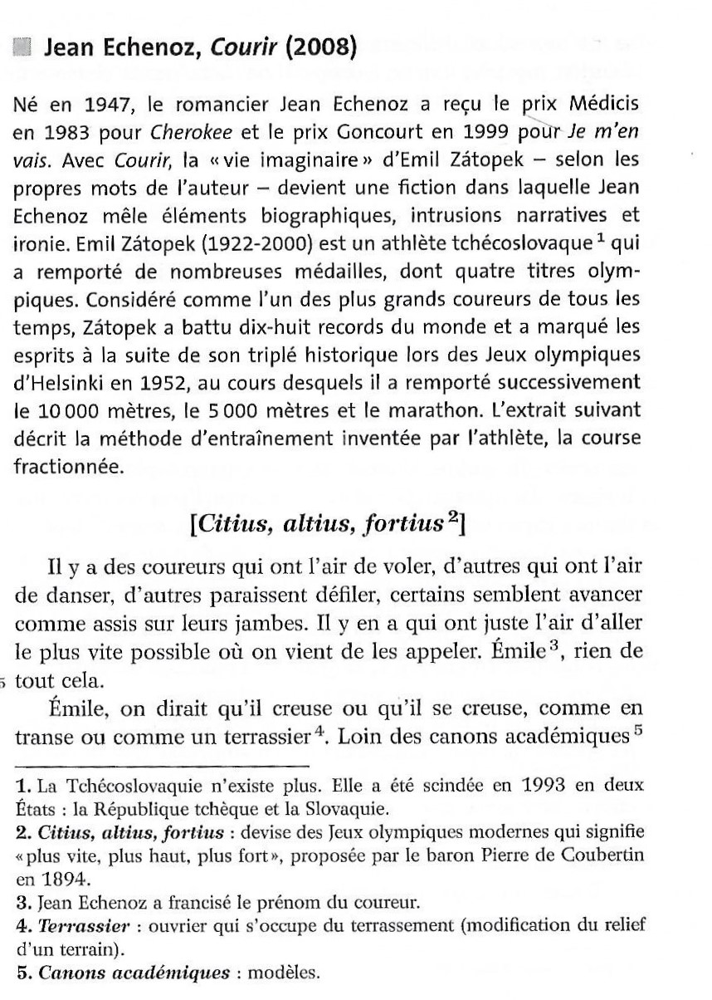 Jean Echenoz, Courir (2008)
Né en 1947, le romancier Jean Echenoz a reçu le prix Médicis
en 1983 pour Cherokee et le prix Goncourt en 1999 pour Je m'en
vais. Avec Courir, la « vie imaginaire » d'Emil Zátopek – selon les
propres mots de l'auteur – devient une fiction dans laquelle Jean
Echenoz mêle éléments biographiques, intrusions narratives et
ironie. Emil Zátopek (1922-2000) est un athlète tchécoslovaque¹ qui
a remporté de nombreuses médailles, dont quatre titres olym-
piques. Considéré comme l'un des plus grands coureurs de tous les
temps, Zátopek a battu dix-huit records du monde et a marqué les
esprits à la suite de son triplé historique lors des Jeux olympiques
d'Helsinki en 1952, au cours desquels il a remporté successivement
le 10 000 mètres, le 5 000 mètres et le marathon. L'extrait suivant
décrit la méthode d'entraînement inventée par l'athlète, la course
fractionnée.
[Citius, altius, fortius²]
Il y a des coureurs qui ont l'air de voler, d'autres qui ont l'air
de danser, d'autres paraissent défiler, certains semblent avancer
comme assis sur leurs jambes. Il y en a qui ont juste l'air d'aller
le plus vite possible où on vient de les appeler. Émile³, rien de
5 tout cela.
Émile, on dirait qu'il creuse ou qu'il se creuse, comme en
transe ou comme un terrassier⁴. Loin des canons académiques⁵
1. La Tchécoslovaquie n'existe plus. Elle a été scindée en 1993 en deux
États : la République tchèque et la Slovaquie.
2. Citius, altius, fortius : devise des Jeux olympiques modernes qui signifie
« plus vite, plus haut, plus fort », proposée par le baron Pierre de Coubertin
en 1894.
3. Jean Echenoz a francisé le prénom du coureur.
4. Terrassier : ouvrier qui s'occupe du terrassement (modification du relief
d'un terrain).
5. Canons académiques : modèles.